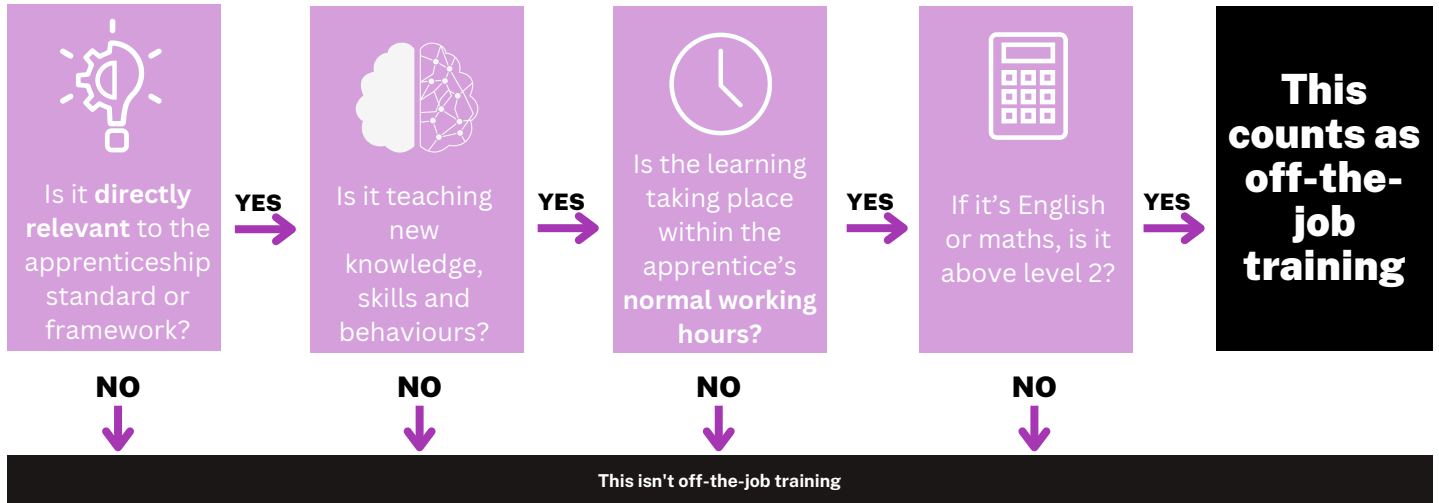 Is it directly
relevant to the
apprenticeship
standard or
framework?
YES
NO
Is it teaching
new
knowledge,
skills and
behaviours?
YES
NO
Is the learning
taking place
within the
apprentice’s
normal working
hours?
YES
NO
If it’s English
or maths, is it
above level 2?
YES
NO
This
counts as
off-the-
job
training
This isn't off-the-job training